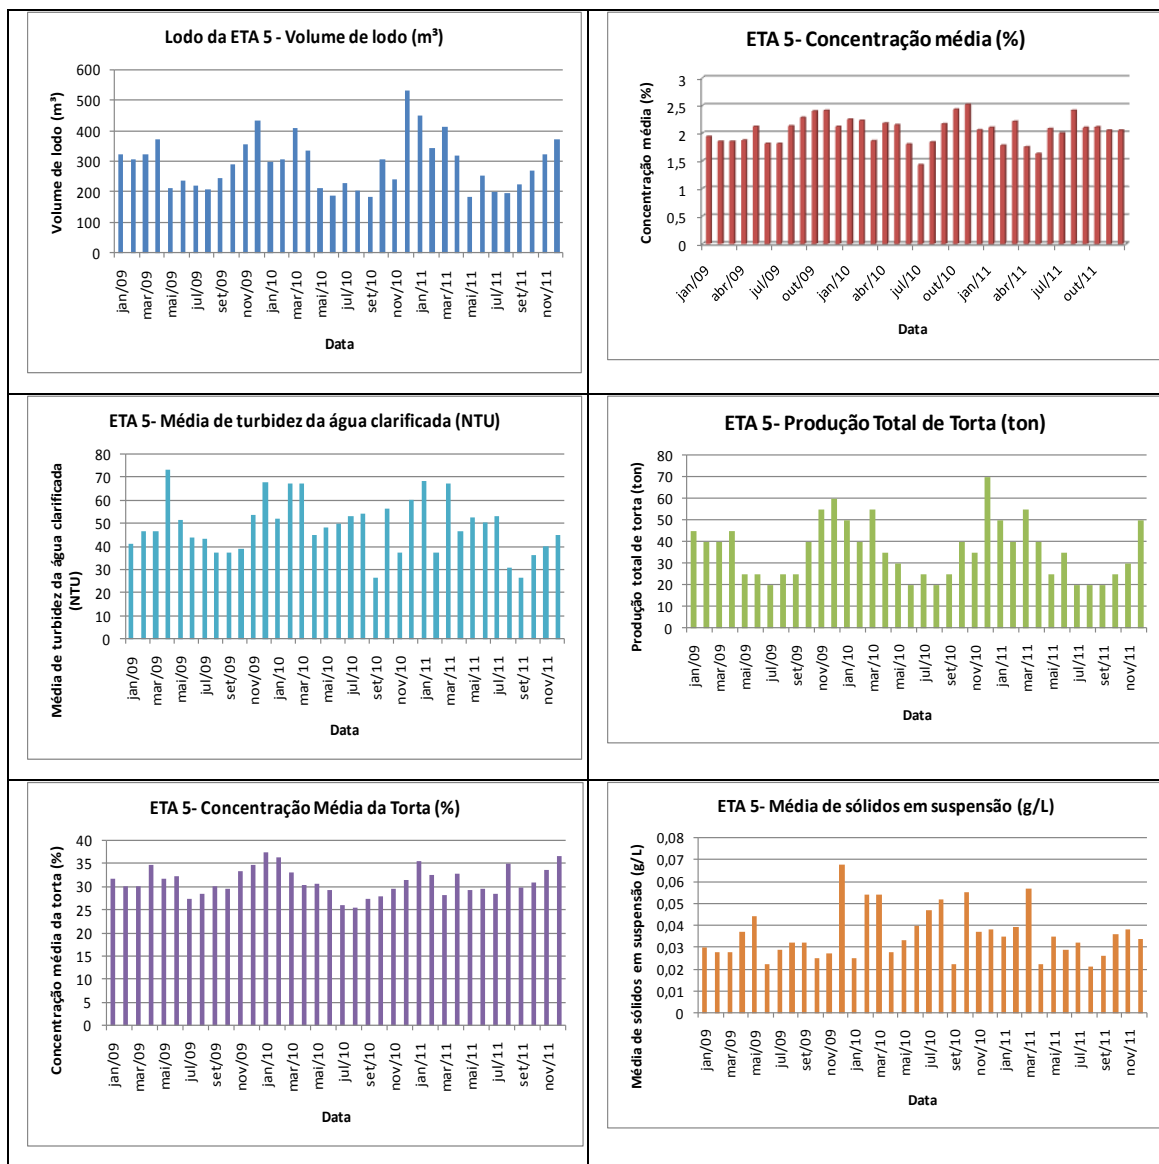 Lodo da ETA 5 - Volume de lodo (m³)
Volume de lodo (m³)
600
500
400
300
200
100
0
jan/09
mar/09
mai/09
jul/09
set/09
nov/09
jan/10
mar/10
mai/10
jul/10
set/10
nov/10
jan/11
mar/11
mai/11
jul/11
set/11
nov/11
Data
ETA 5- Concentração média (%)
Concentração média (%)
3
2,5
2
1,5
1
0,5
0
jan/09
abr/09
jul/09
out/09
jan/10
abr/10
jul/10
out/10
jan/11
abr/11
jul/11
out/11
Data
ETA 5- Média de turbidez da água clarificada (NTU)
Média de turbidez da água clarificada
(NTU)
80
70
60
50
40
30
20
10
0
jan/09
mar/09
mai/09
jul/09
set/09
nov/09
jan/10
mar/10
mai/10
jul/10
set/10
nov/10
jan/11
mar/11
mai/11
jul/11
set/11
nov/11
Data
ETA 5- Produção Total de Torta (ton)
Produção total de torta (ton)
80
70
60
50
40
30
20
10
0
jan/09
mar/09
mai/09
jul/09
set/09
nov/09
jan/10
mar/10
mai/10
jul/10
set/10
nov/10
jan/11
mar/11
mai/11
jul/11
set/11
nov/11
Data
ETA 5- Concentração Média da Torta (%)
Concentração média da torta (%)
40
35
30
25
20
15
10
5
0
jan/09
mar/09
mai/09
jul/09
set/09
nov/09
jan/10
mar/10
mai/10
jul/10
set/10
nov/10
jan/11
mar/11
mai/11
jul/11
set/11
nov/11
Data
ETA 5- Média de sólidos em suspensão (g/L)
Média de sólidos em suspensão (g/L)
0,08
0,07
0,06
0,05
0,04
0,03
0,02
0,01
0
jan/09
mar/09
mai/09
jul/09
set/09
nov/09
jan/10
mar/10
mai/10
jul/10
set/10
nov/10
jan/11
mar/11
mai/11
jul/11
set/11
nov/11
Data